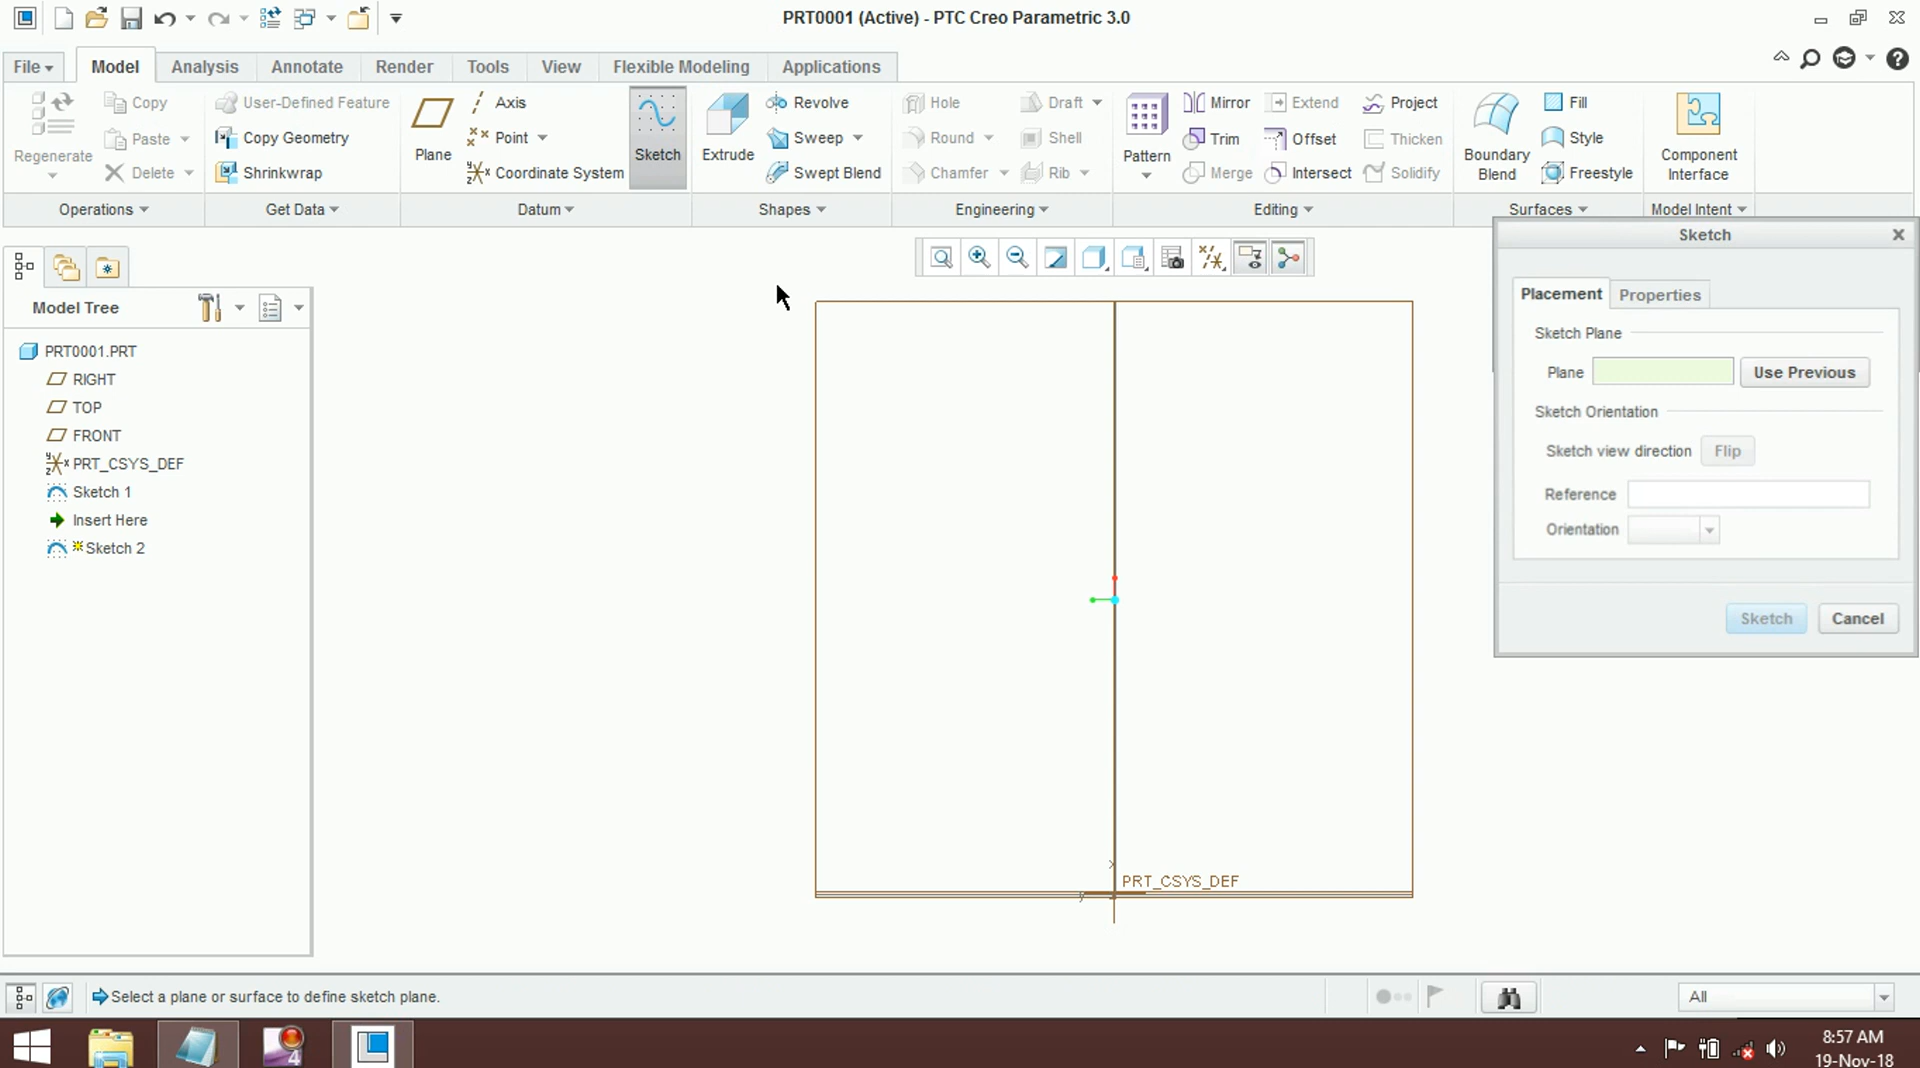 PRT0001 (Active) - PTC Creo Parametric 3.0
File Model Analysis Annotate Render Tools View Flexible Modeling Applications
Regenerate
Copy
Paste
Delete
Operations
User-Defined Feature
Copy Geometry
Shrinkwrap
Get Data
Plane
Axis
Point
Coordinate System
Sketch
Datum
Extrude
Revolve
Sweep
Swept Blend
Shapes
Hole
Round
Chamfer
Draft
Shell
Rib
Engineering
Pattern
Mirror
Trim
Merge
Extend
Offset
Intersect
Project
Thicken
Solidify
Editing
Boundary
Blend
Fill
Style
Freestyle
Surfaces
Component
Interface
Model Intent
Model Tree
PRT0001.PRT
RIGHT
TOP
FRONT
PRT_CSYS_DEF
Sketch 1
Insert Here
Sketch 2
x
PRT_CSYS_DEF
y
Sketch
Placement Properties
Sketch Plane
Plane Use Previous
Sketch Orientation
Sketch view direction Flip
Reference
Orientation
Sketch Cancel
Select a plane or surface to define sketch plane.
All
4
8:57 AM
19-Nov-18